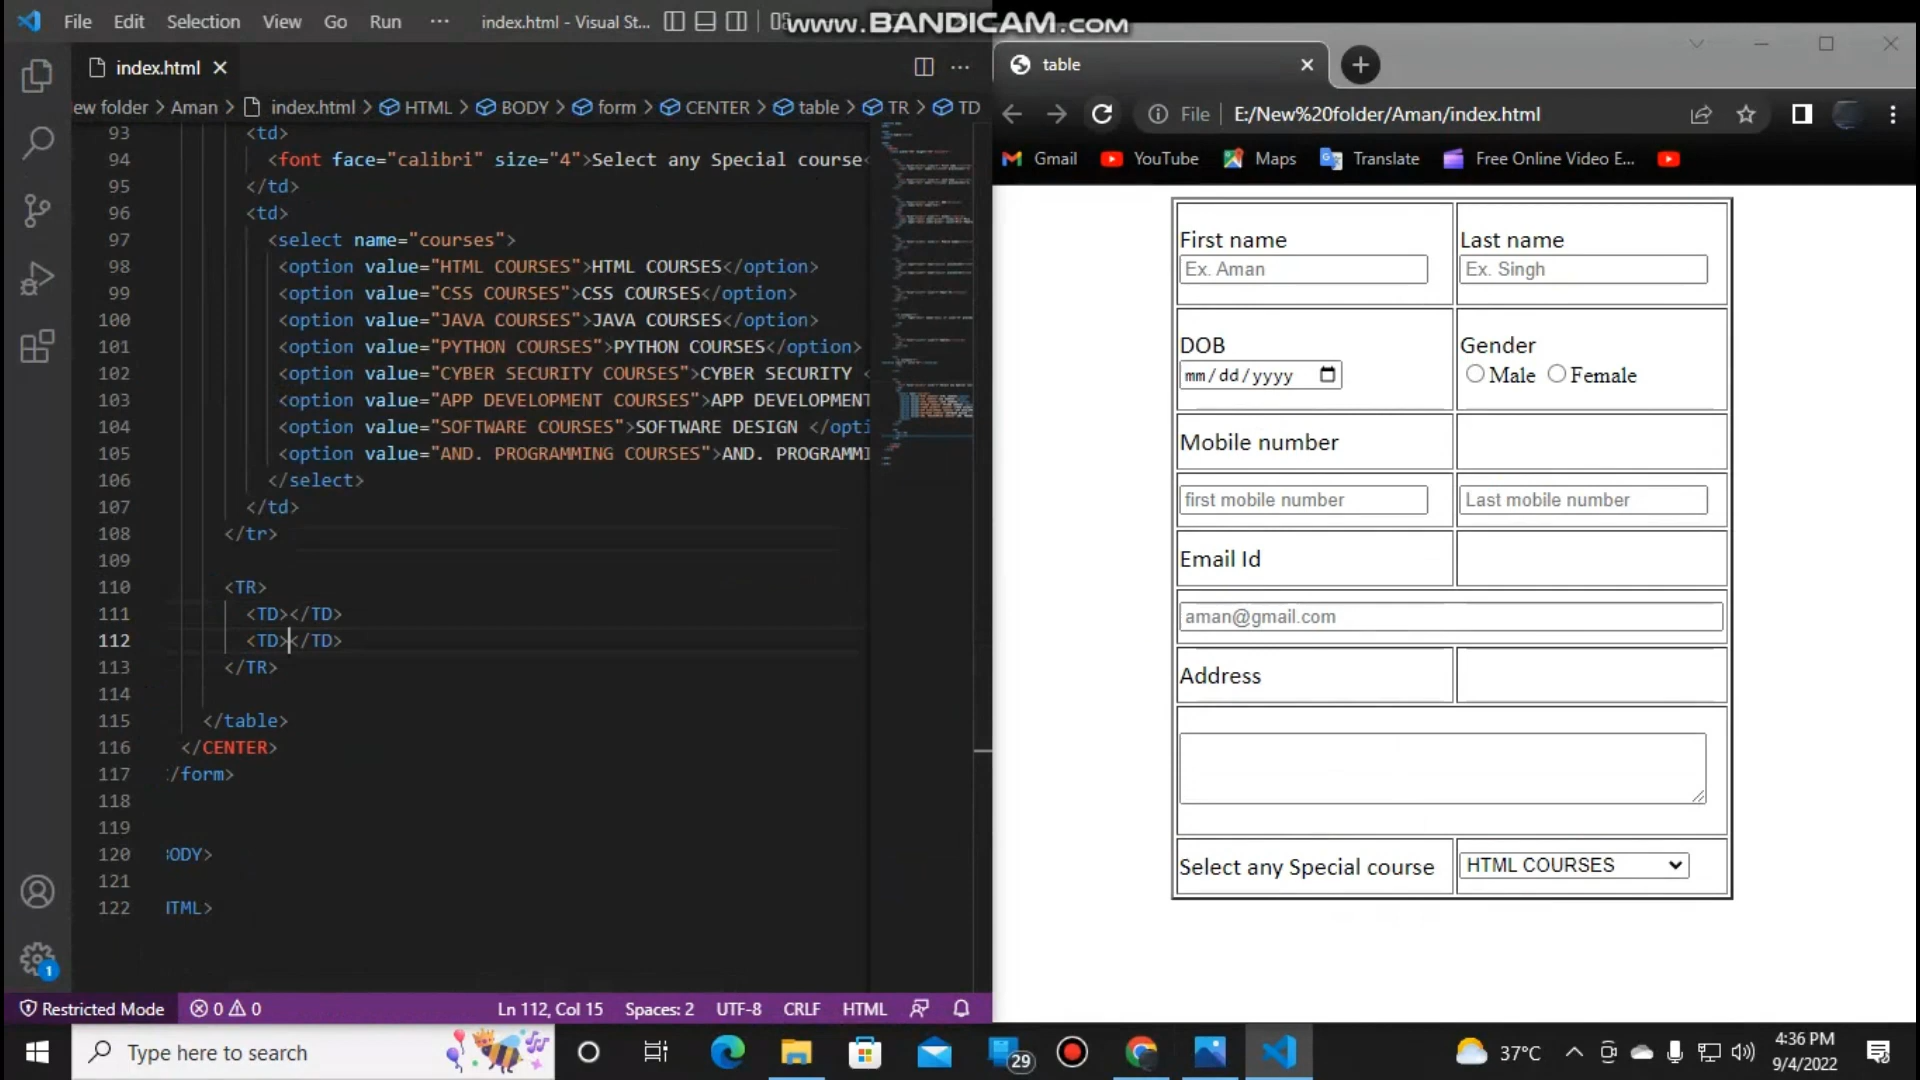 File Edit Selection View Go Run ··· index.html - Visual St...
www.BANDICAM.com
index.html
ew folder > Aman > index.html > HTML > BODY > form > CENTER > table > TR > TD
93 <td>
94 <font face="calibri" size="4">Select any Special course<
95 </td>
96 <td>
97 <select name="courses">
98 <option value="HTML COURSES">HTML COURSES</option>
99 <option value="CSS COURSES">CSS COURSES</option>
100 <option value="JAVA COURSES">JAVA COURSES</option>
101 <option value="PYTHON COURSES">PYTHON COURSES</option>
102 <option value="CYBER SECURITY COURSES">CYBER SECURITY <
103 <option value="APP DEVELOPMENT COURSES">APP DEVELOPMENT
104 <option value="SOFTWARE COURSES">SOFTWARE DESIGN </opti
105 <option value="AND. PROGRAMMING COURSES">AND. PROGRAMMI
106 </select>
107 </td>
108 </tr>
109
110 <TR>
111 <TD></TD>
112 <TD></TD>
113 </TR>
114
115 </table>
116 </CENTER>
117 /form>
118
119
120 BODY>
121
122 HTML>
1
Restricted Mode 0 0 Ln 112, Col 15 Spaces: 2 UTF-8 CRLF HTML
table
File E:/New%20folder/Aman/index.html
Gmail YouTube Maps Translate Free Online Video E...
First name Last name
Ex. Aman Ex. Singh
DOB Gender
mm/dd/yyyy Male Female
Mobile number
first mobile number Last mobile number
Email Id
aman@gmail.com
Address
Select any Special course HTML COURSES
Type here to search
29
37°C
4:36 PM
9/4/2022